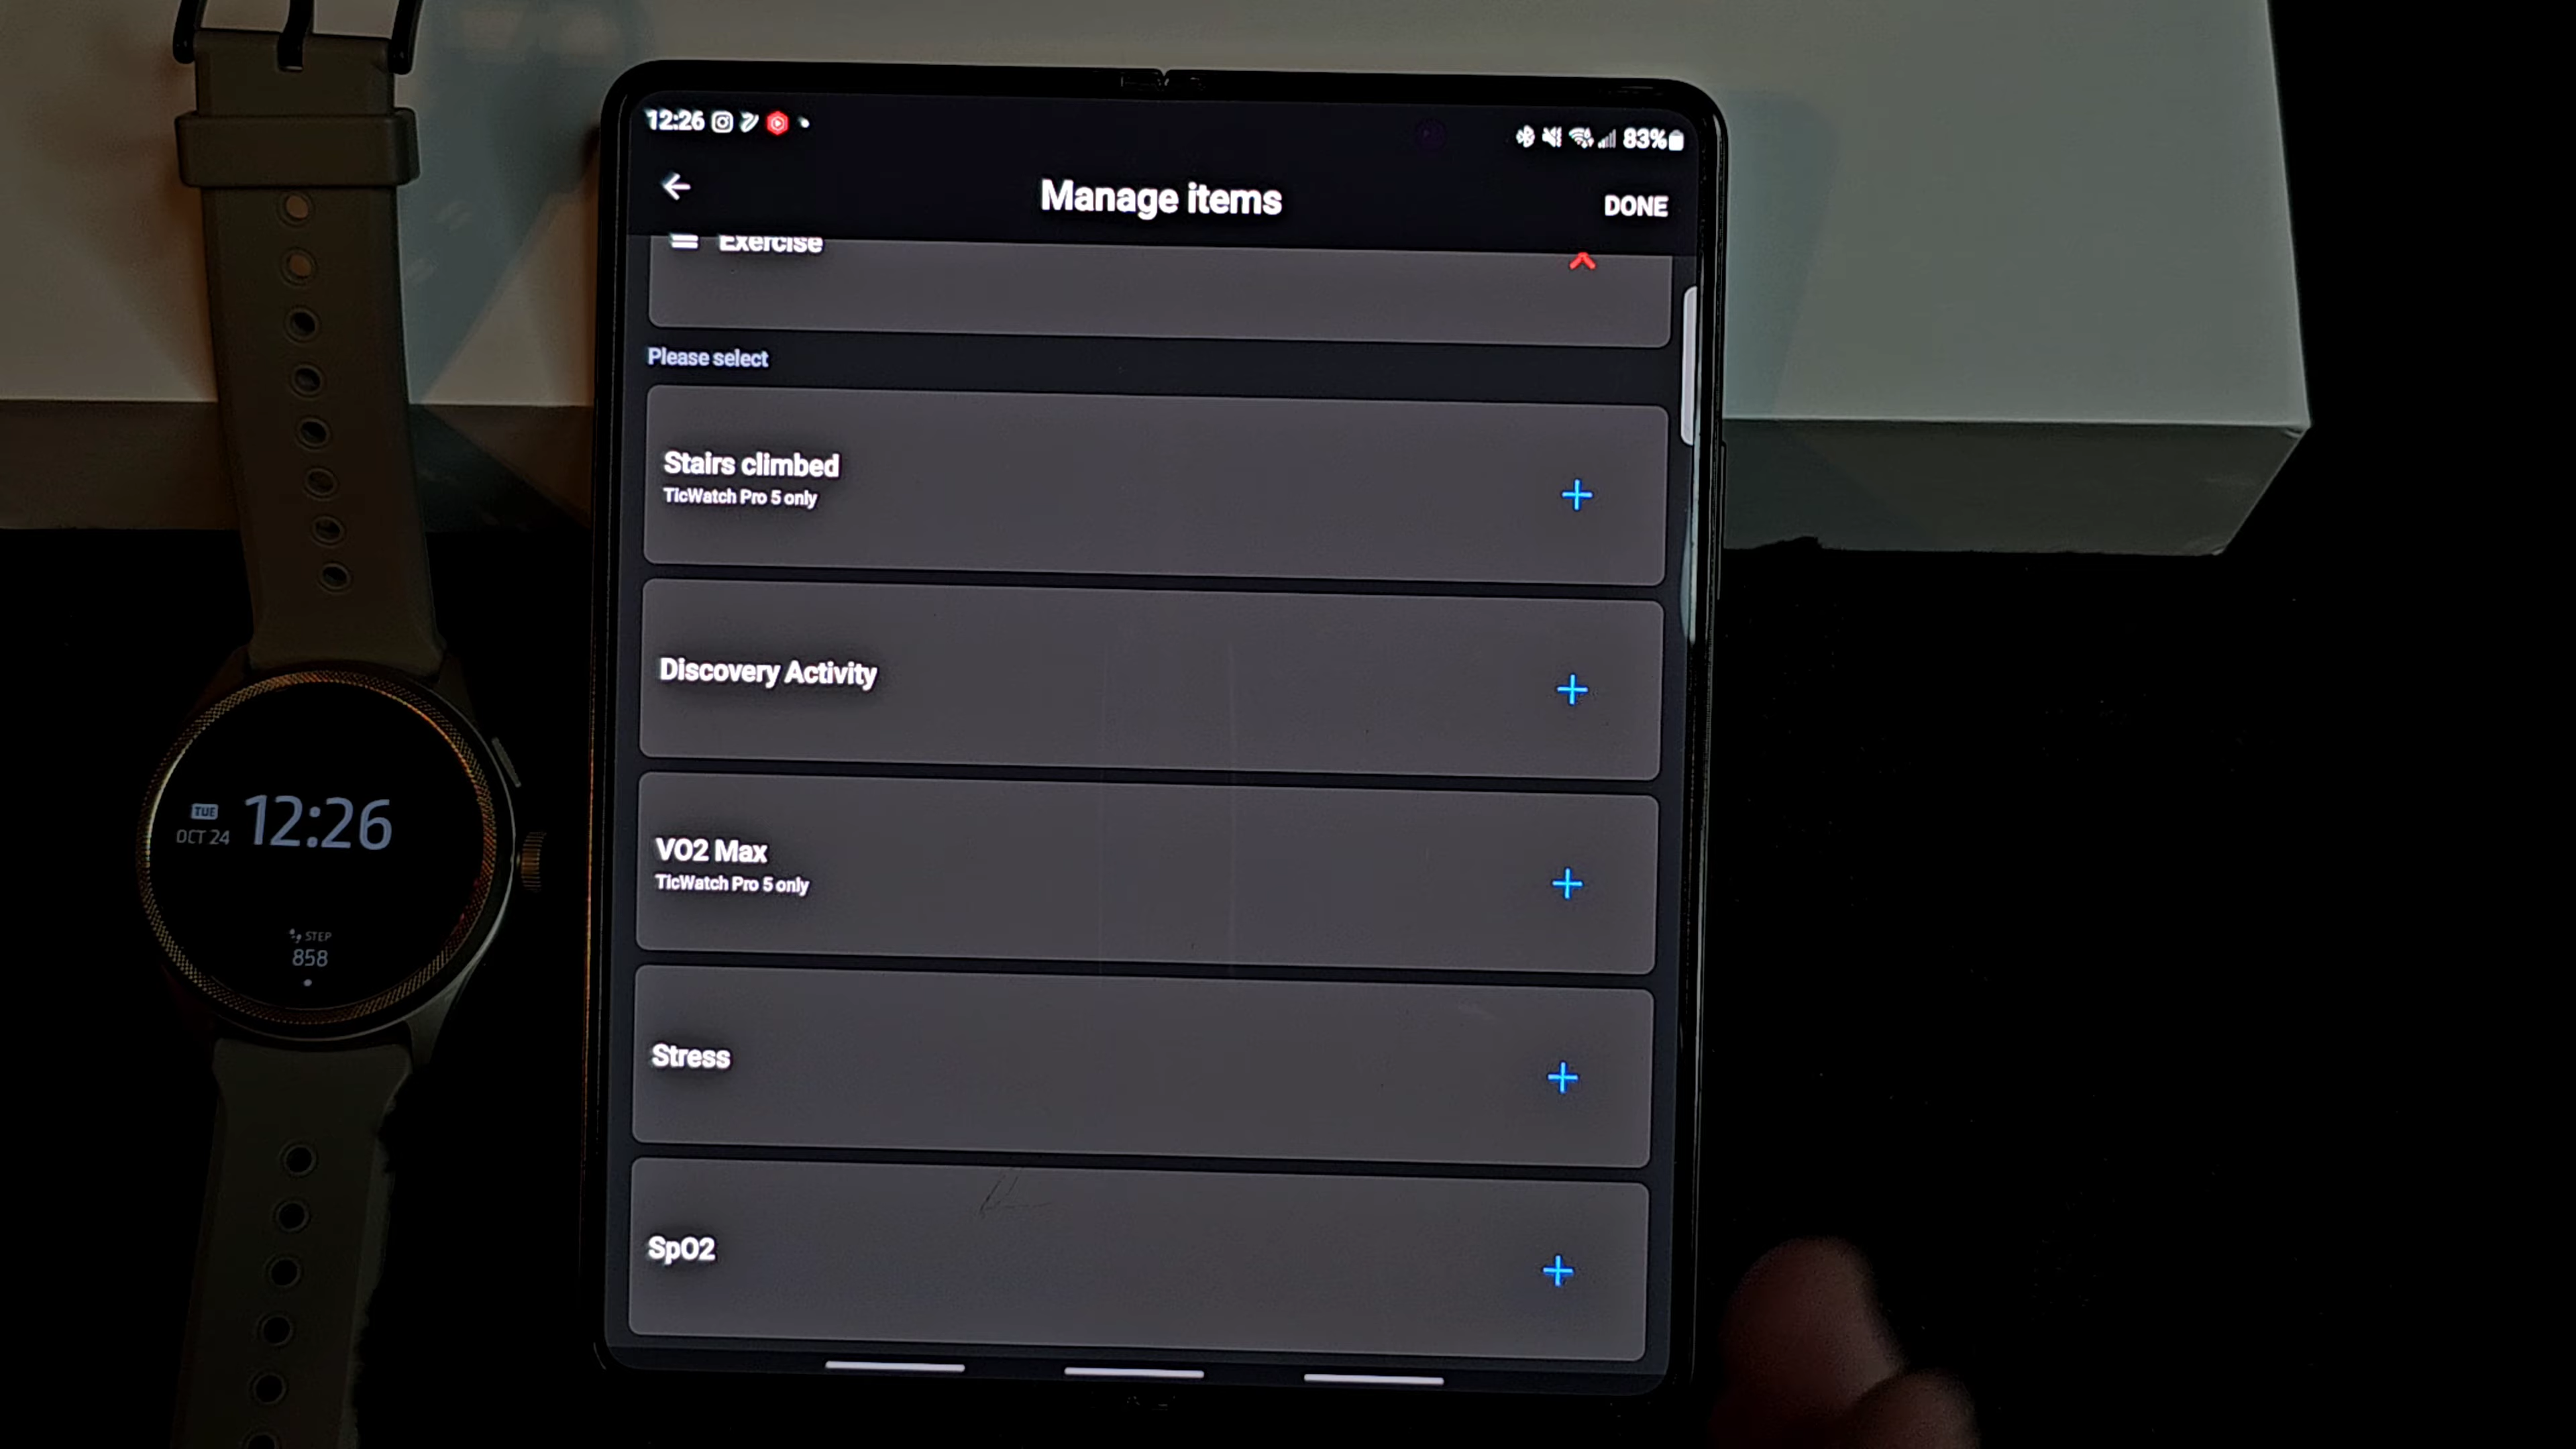 12:26
83%
Manage items
DONE
Exercise
Please select
Stairs climbed
TicWatch Pro 5 only
Discovery Activity
VO2 Max
TicWatch Pro 5 only
Stress
SpO2
TUE
OCT 24
12:26
STEP
858